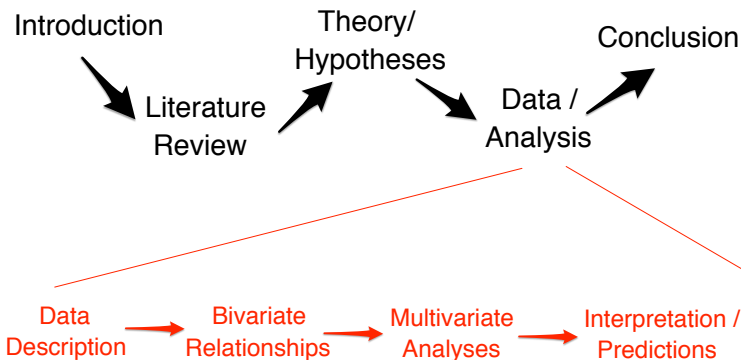 Introduction
Literature
Review
Theory/
Hypotheses
Data /
Analysis
Conclusion
Data
Description
Bivariate
Relationships
Multivariate
Analyses
Interpretation /
Predictions